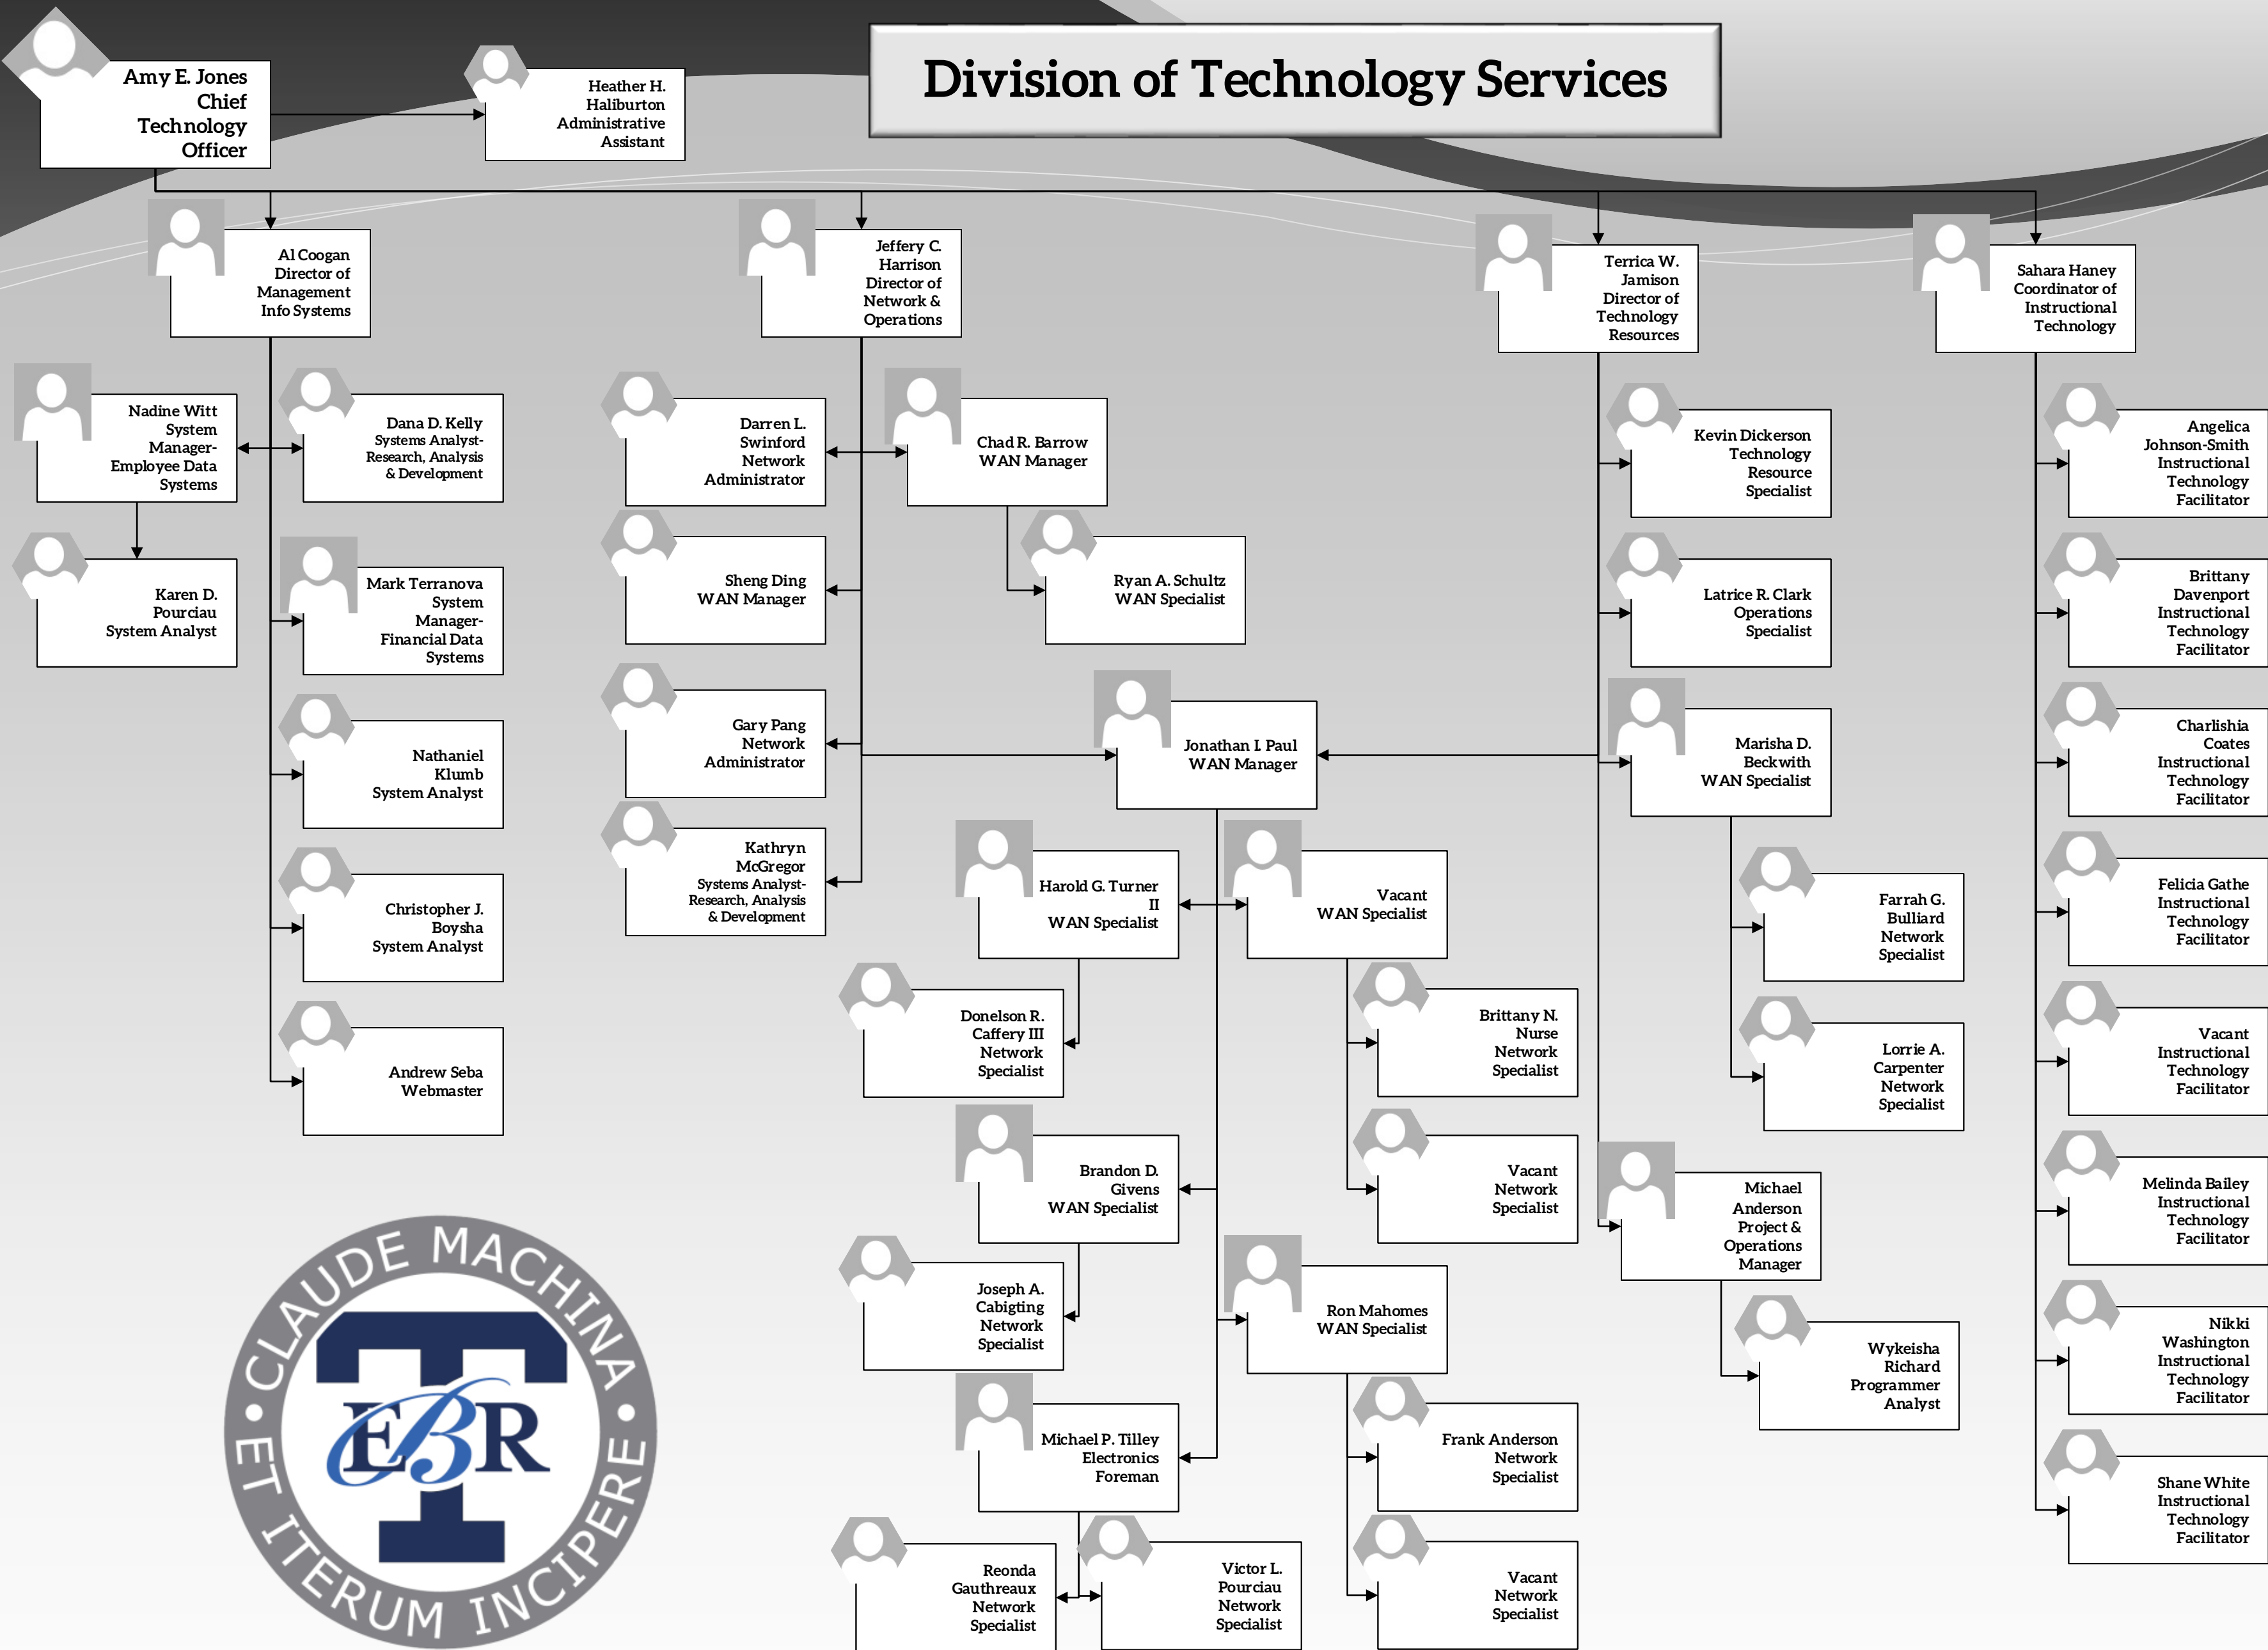 Division of Technology Services
Amy E. Jones
Chief
Technology
Officer
Heather H.
Haliburton
Administrative
Assistant
Al Coogan
Director of
Management
Info Systems
Jeffery C.
Harrison
Director of
Network &
Operations
Terrica W.
Jamison
Director of
Technology
Resources
Sahara Haney
Coordinator of
Instructional
Technology
Nadine Witt
System
Manager-
Employee Data
Systems
Dana D. Kelly
Systems Analyst-
Research, Analysis
& Development
Karen D.
Pourciau
System Analyst
Mark Terranova
System
Manager-
Financial Data
Systems
Nathaniel
Klumb
System Analyst
Christopher J.
Boysha
System Analyst
Andrew Seba
Webmaster
Darren L.
Swinford
Network
Administrator
Chad R. Barrow
WAN Manager
Sheng Ding
WAN Manager
Ryan A. Schultz
WAN Specialist
Gary Pang
Network
Administrator
Kathryn
McGregor
Systems Analyst-
Research, Analysis
& Development
Jonathan I. Paul
WAN Manager
Harold G. Turner
II
WAN Specialist
Vacant
WAN Specialist
Donelson R.
Caffery III
Network
Specialist
Brittany N.
Nurse
Network
Specialist
Brandon D.
Givens
WAN Specialist
Vacant
Network
Specialist
Joseph A.
Cabigting
Network
Specialist
Ron Mahomes
WAN Specialist
Michael P. Tilley
Electronics
Foreman
Frank Anderson
Network
Specialist
Reonda
Gauthreaux
Network
Specialist
Victor L.
Pourciau
Network
Specialist
Vacant
Network
Specialist
Kevin Dickerson
Technology
Resource
Specialist
Latrice R. Clark
Operations
Specialist
Marisha D.
Beckwith
WAN Specialist
Farrah G.
Bulliard
Network
Specialist
Lorrie A.
Carpenter
Network
Specialist
Michael
Anderson
Project &
Operations
Manager
Wykeisha
Richard
Programmer
Analyst
Angelica
Johnson-Smith
Instructional
Technology
Facilitator
Brittany
Davenport
Instructional
Technology
Facilitator
Charlishia
Coates
Instructional
Technology
Facilitator
Felicia Gathe
Instructional
Technology
Facilitator
Vacant
Instructional
Technology
Facilitator
Melinda Bailey
Instructional
Technology
Facilitator
Nikki
Washington
Instructional
Technology
Facilitator
Shane White
Instructional
Technology
Facilitator
CLAUDE MACHINA
T
EBR
ET ITERUM INCIPERE